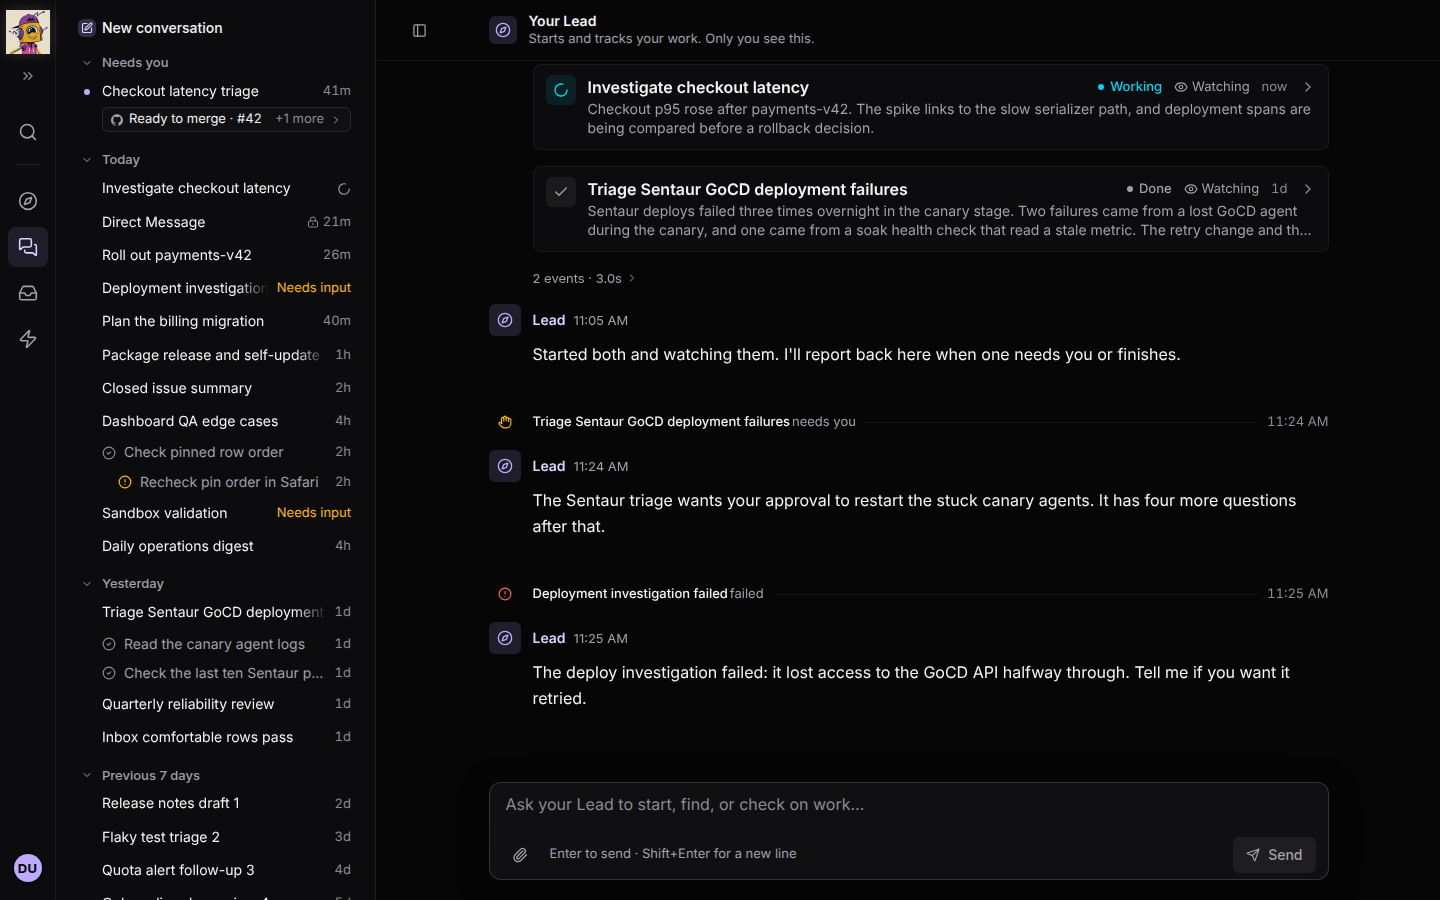 New conversation
Needs you
Checkout latency triage 41m
Ready to merge · #42 +1 more
Today
Investigate checkout latency
Direct Message 21m
Roll out payments-v42 26m
Deployment investigation Needs input
Plan the billing migration 40m
Package release and self-update 1h
Closed issue summary 2h
Dashboard QA edge cases 4h
Check pinned row order 2h
Recheck pin order in Safari 2h
Sandbox validation Needs input
Daily operations digest 4h
Yesterday
Triage Sentaur GoCD deployment 1d
Read the canary agent logs 1d
Check the last ten Sentaur p... 1d
Quarterly reliability review 1d
Inbox comfortable rows pass 1d
Previous 7 days
Release notes draft 1 2d
Flaky test triage 2 3d
Quota alert follow-up 3 4d
DU
Your Lead
Starts and tracks your work. Only you see this.
Investigate checkout latency Working Watching now
Checkout p95 rose after payments-v42. The spike links to the slow serializer path, and deployment spans are
being compared before a rollback decision.
Triage Sentaur GoCD deployment failures Done Watching 1d
Sentaur deploys failed three times overnight in the canary stage. Two failures came from a lost GoCD agent
during the canary, and one came from a soak health check that read a stale metric. The retry change and th...
2 events · 3.0s
Lead 11:05 AM
Started both and watching them. I'll report back here when one needs you or finishes.
Triage Sentaur GoCD deployment failures needs you 11:24 AM
Lead 11:24 AM
The Sentaur triage wants your approval to restart the stuck canary agents. It has four more questions
after that.
Deployment investigation failed failed 11:25 AM
Lead 11:25 AM
The deploy investigation failed: it lost access to the GoCD API halfway through. Tell me if you want it
retried.
Ask your Lead to start, find, or check on work...
Enter to send · Shift+Enter for a new line
Send